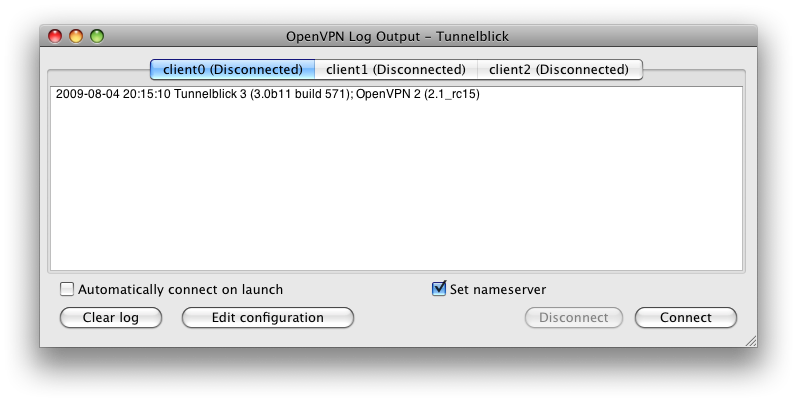 OpenVPN Log Output – Tunnelblick
client0 (Disconnected) client1 (Disconnected) client2 (Disconnected)
2009-08-04 20:15:10 Tunnelblick 3 (3.0b11 build 571); OpenVPN 2 (2.1_rc15)
Automatically connect on launch Set nameserver
Clear log Edit configuration Disconnect Connect